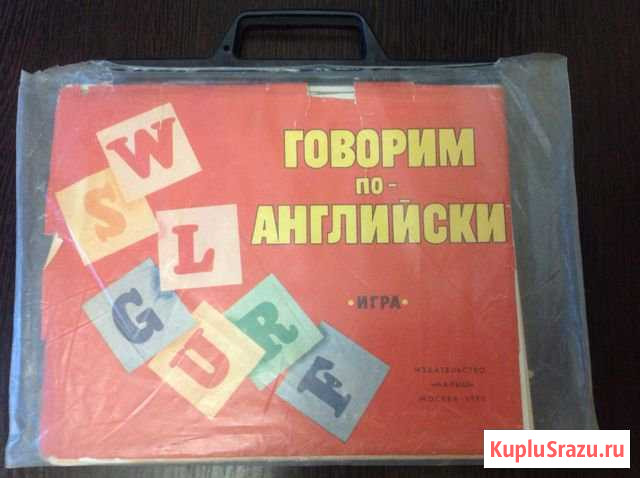 W
S
L
G
U
R
F
ГОВОРИМ
ПО-
АНГЛИЙСКИ
•ИГРА•
ИЗДАТЕЛЬСТВО
«МАЛЫШ»
МОСКВА
KupluSrazu.ru